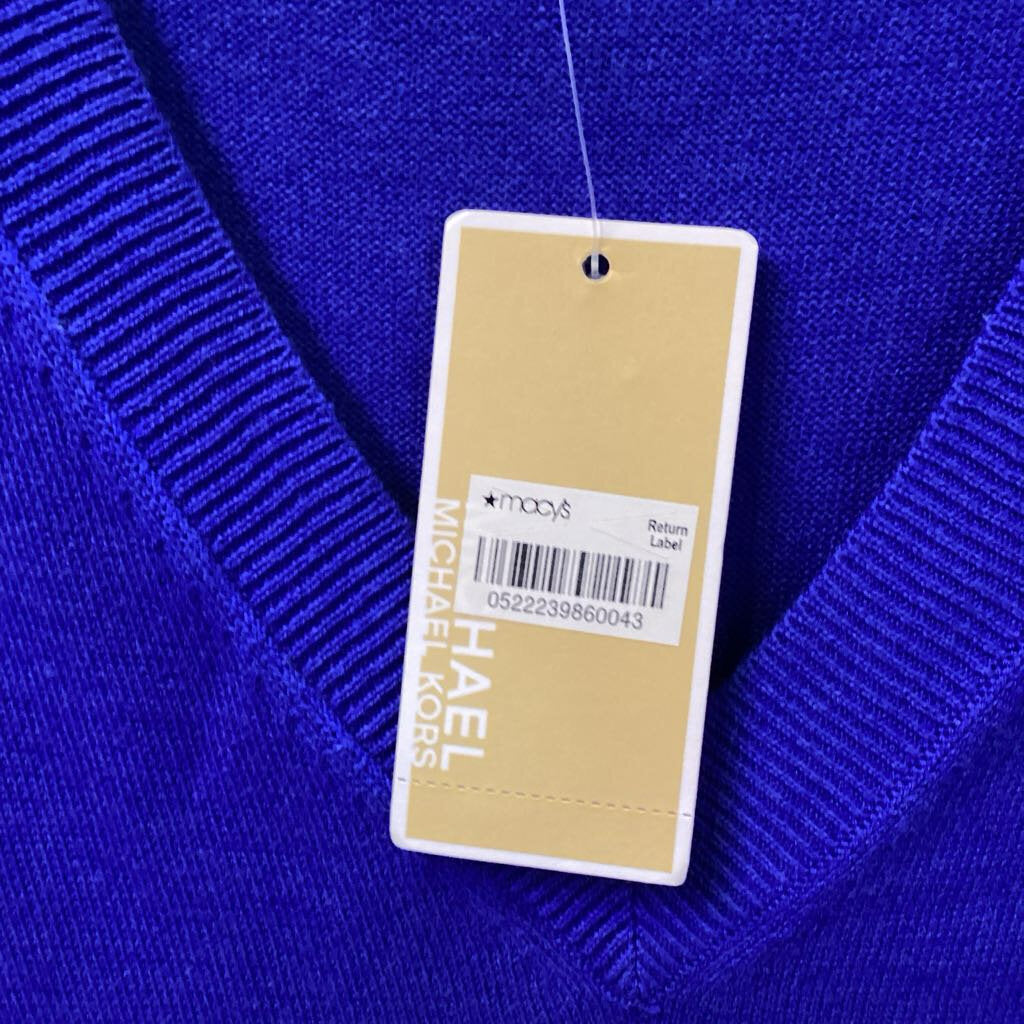 ★macy's
Return
Label
0522239860043
HAEL
MICHAEL KORS